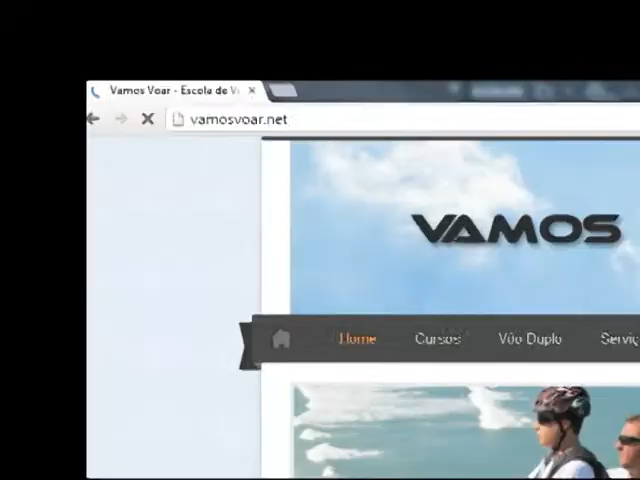 Vamos Voar - Escola de V
vamosvoar.net
VAMOS
Home Cursos Vôo Duplo Serviç